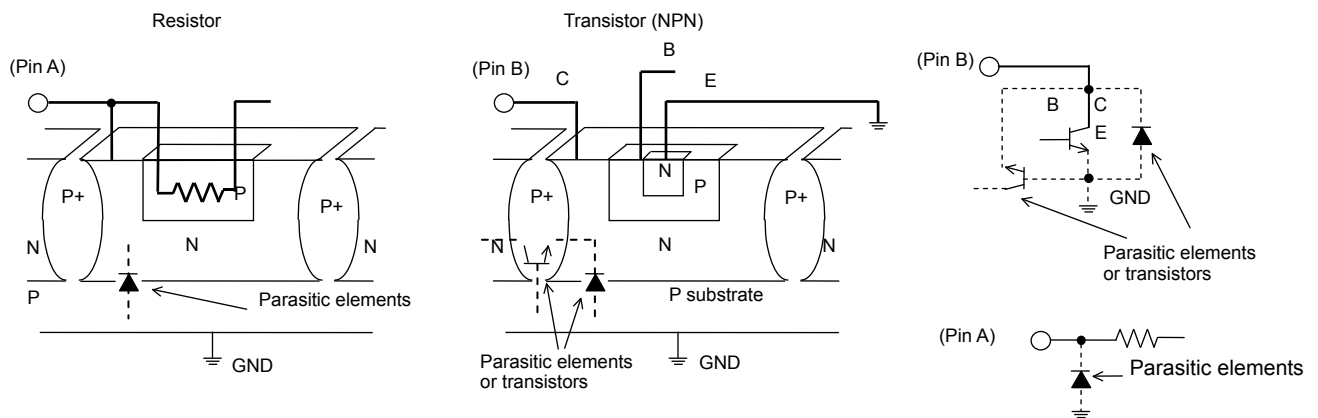 Resistor
(Pin A)
P+
P
P+
N
N
N
P
Parasitic elements
GND
Transistor (NPN)
B
(Pin B)
C
E
P+
N
P
P+
N
N
N
P substrate
Parasitic elements
or transistors
GND
(Pin B)
B
C
E
GND
Parasitic elements
or transistors
(Pin A)
Parasitic elements